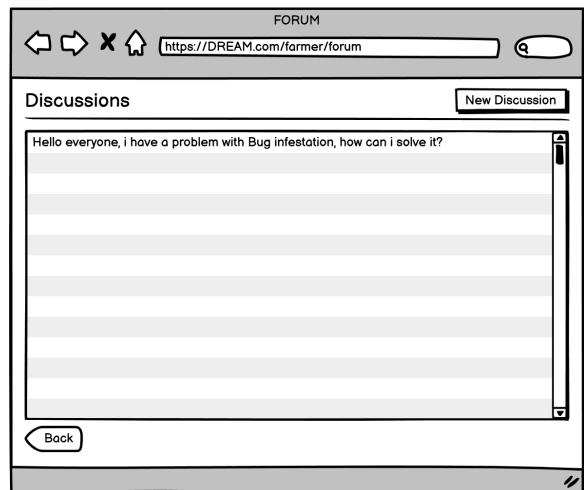 FORUM
https://DREAM.com/farmer/forum
Discussions
New Discussion
Hello everyone, i have a problem with Bug infestation, how can i solve it?
Back